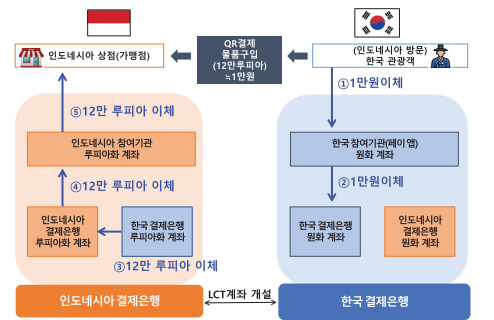 인도네시아 상점(가맹점)
QR결제
물품구입
(12만루피아)
≒1만원
(인도네시아 방문)
한국 관광객
⑤12만 루피아 이체
①1만원이체
인도네시아 참여기관
루피아화 계좌
한국 참여기관(페이 앱)
원화 계좌
④12만 루피아 이체
②1만원이체
인도네시아
결제은행
루피아화 계좌
한국 결제은행
루피아화 계좌
한국 결제은행
원화 계좌
인도네시아
결제은행
원화 계좌
③12만 루피아 이체
인도네시아 결제은행
LCT계좌 개설
한국 결제은행